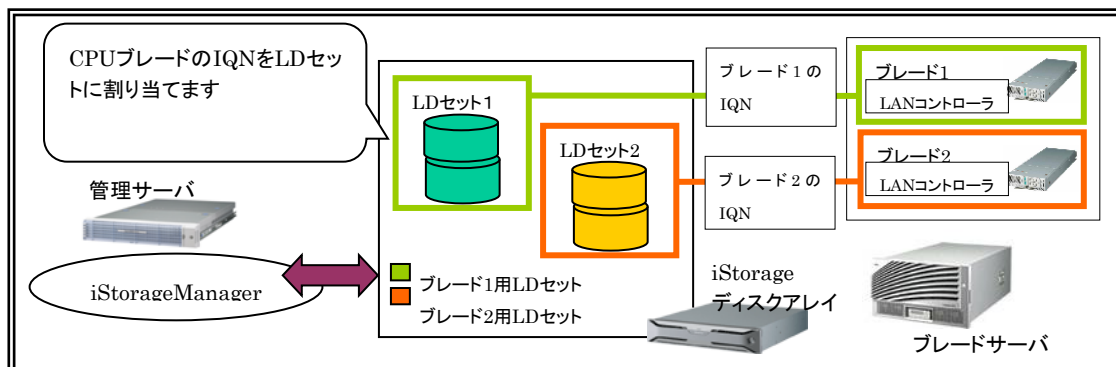 CPUブレードのIQNをLDセッ
トに割り当てます
管理サーバ
iStorageManager
LDセット1
LDセット2
ブレード1用LDセット
ブレード2用LDセット
ブレード1の
IQN
ブレード2の
IQN
ブレード1
LANコントローラ
ブレード2
LANコントローラ
iStorage
ディスクアレイ
ブレードサーバ